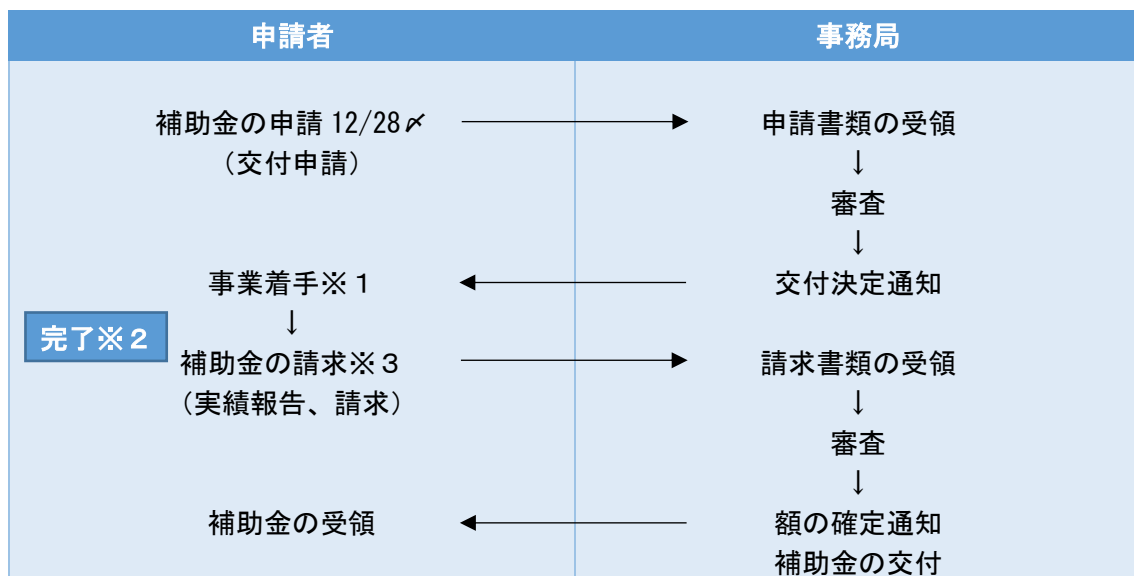 申請者 事務局
補助金の申請 12/28〆 → 申請書類の受領
（交付申請） ↓
審査
↓
事業着手※１ ← 交付決定通知
↓
完了※２
補助金の請求※３ → 請求書類の受領
（実績報告、請求） ↓
審査
↓
補助金の受領 ← 額の確定通知
補助金の交付